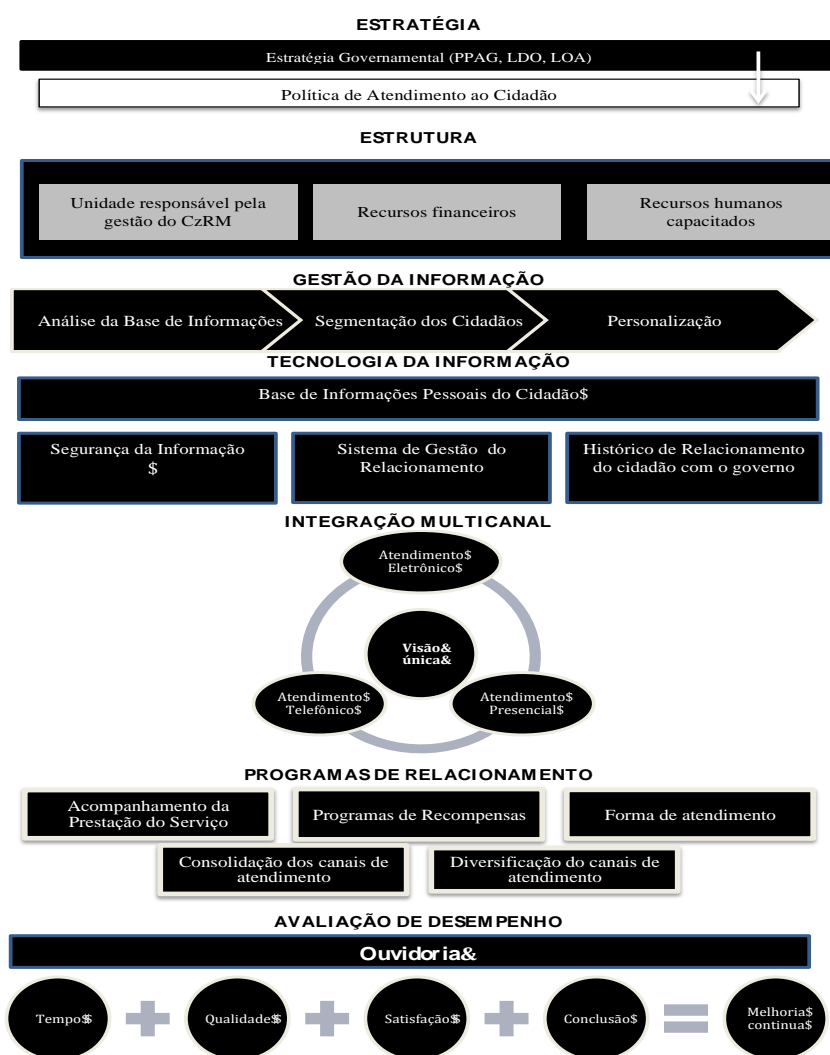 ESTRATÉGIA
Estratégia Governamental (PPAG, LDO, LOA)
Política de Atendimento ao Cidadão
ESTRUTURA
Unidade responsável pela
gestão do CzRM
Recursos financeiros
Recursos humanos
capacitados
GESTÃO DA INFORMAÇÃO
Análise da Base de Informações
Segmentação dos Cidadãos
Personalização
TECNOLOGIA DA INFORMAÇÃO
Base de Informações Pessoais do Cidadão$
Segurança da Informação
$
Sistema de Gestão do
Relacionamento
Histórico de Relacionamento
do cidadão com o governo
INTEGRAÇÃO MULTICANAL
Atendimento$
Eletrônico$
Visão&
única&
Atendimento$
Telefônico$
Atendimento$
Presencial$
PROGRAMAS DE RELACIONAMENTO
Acompanhamento da
Prestação do Serviço
Programas de Recompensas
Forma de atendimento
Consolidação dos canais de
atendimento
Diversificação do canais de
atendimento
AVALIAÇÃO DE DESEMPENHO
Ouvidoria&
Tempo$$
+
Qualidade$$
+
Satisfação$$
+
Conclusão$
=
Melhoria$
continua$